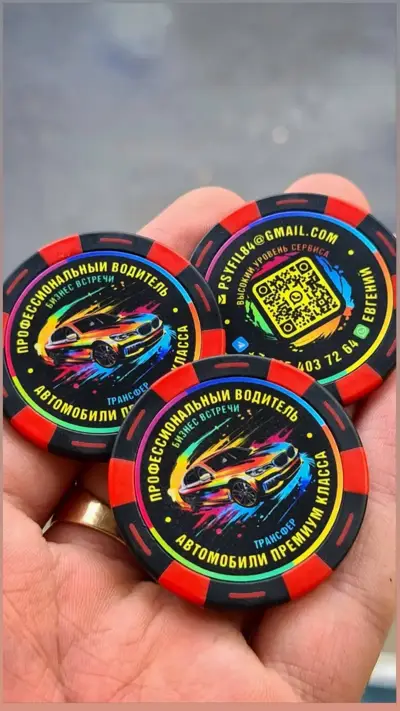 ПРОФЕССИОНАЛЬНЫЙ ВОДИТЕЛЬ
БИЗНЕС ВСТРЕЧИ
ТРАНСФЕР
АВТОМОБИЛИ ПРЕ КЛАССА
PSYFIL84@GMAIL.COM
ВЫСОКИЙ УРОВЕНЬ СЕРВИСА
ЕВГЕНИЙ
403 72 64
ПРОФЕССИОНАЛЬНЫЙ ВОДИТЕЛЬ
БИЗНЕС ВСТРЕЧИ
ТРАНСФЕР
АВТОМОБИЛИ ПРЕМИУМ КЛАССА